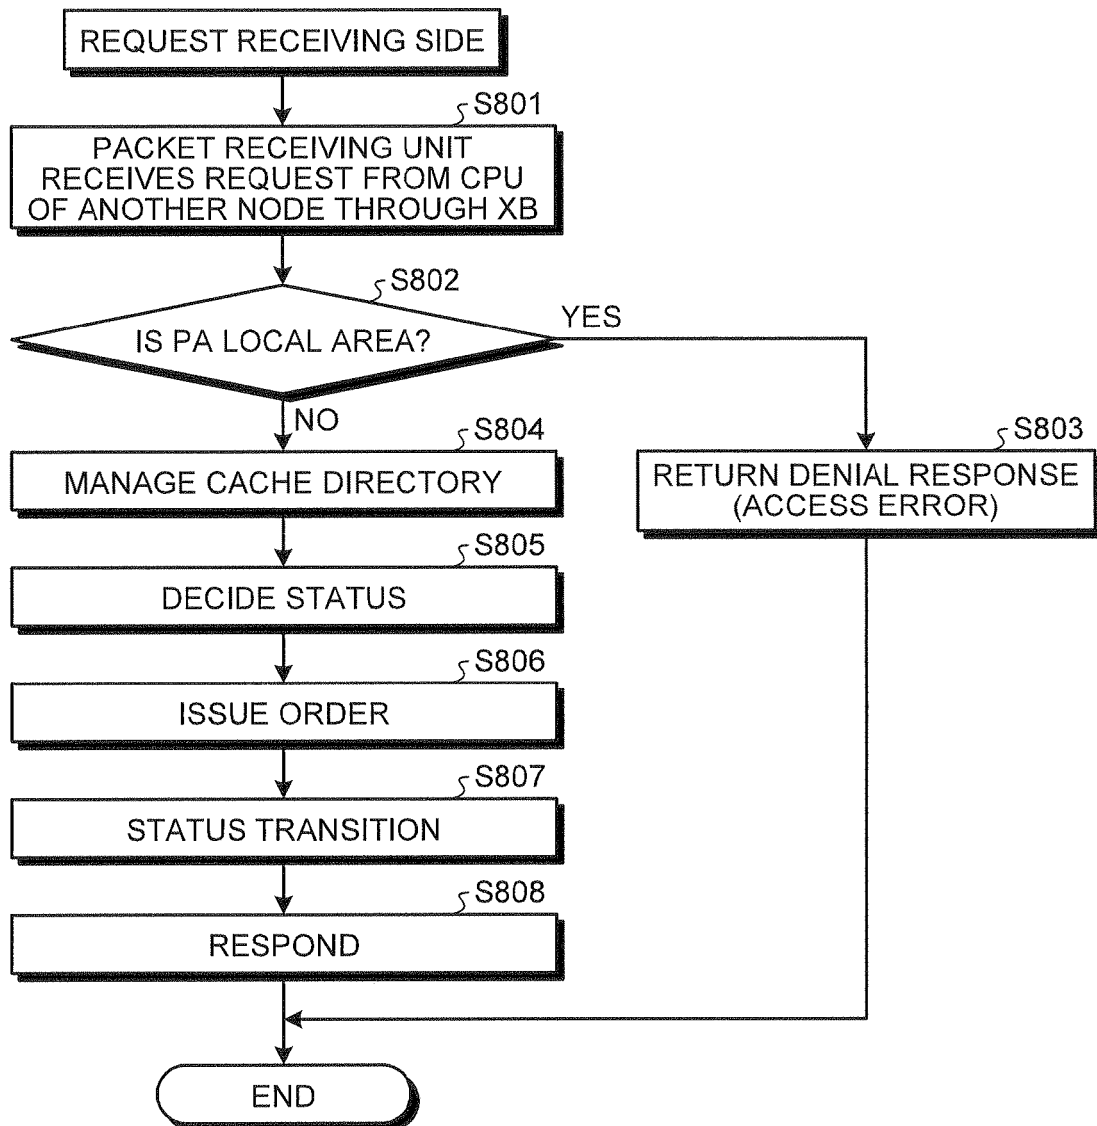 REQUEST RECEIVING SIDE
S801
PACKET RECEIVING UNIT
RECEIVES REQUEST FROM CPU
OF ANOTHER NODE THROUGH XB
S802
IS PA LOCAL AREA?
YES
NO
S803
RETURN DENIAL RESPONSE
(ACCESS ERROR)
S804
MANAGE CACHE DIRECTORY
S805
DECIDE STATUS
S806
ISSUE ORDER
S807
STATUS TRANSITION
S808
RESPOND
END